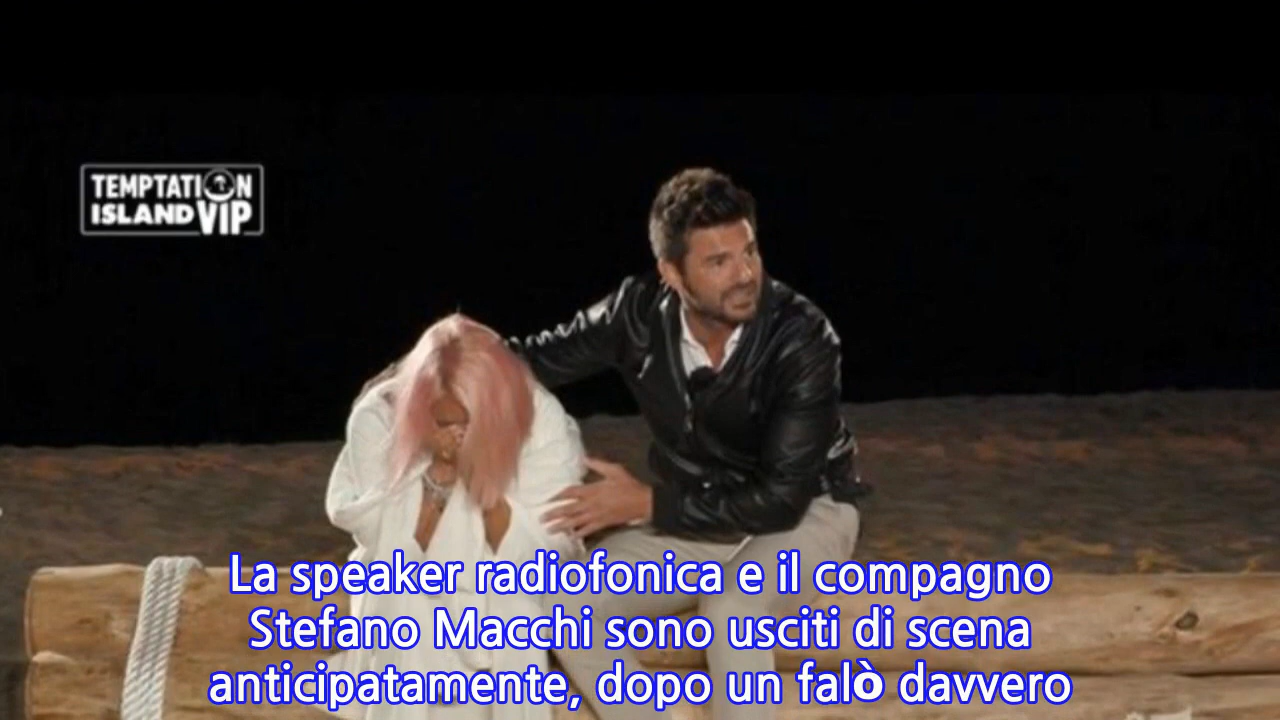 TEMPTATION
ISLAND VIP
La speaker radiofonica e il compagno
Stefano Macchi sono usciti di scena
anticipatamente, dopo un falò davvero